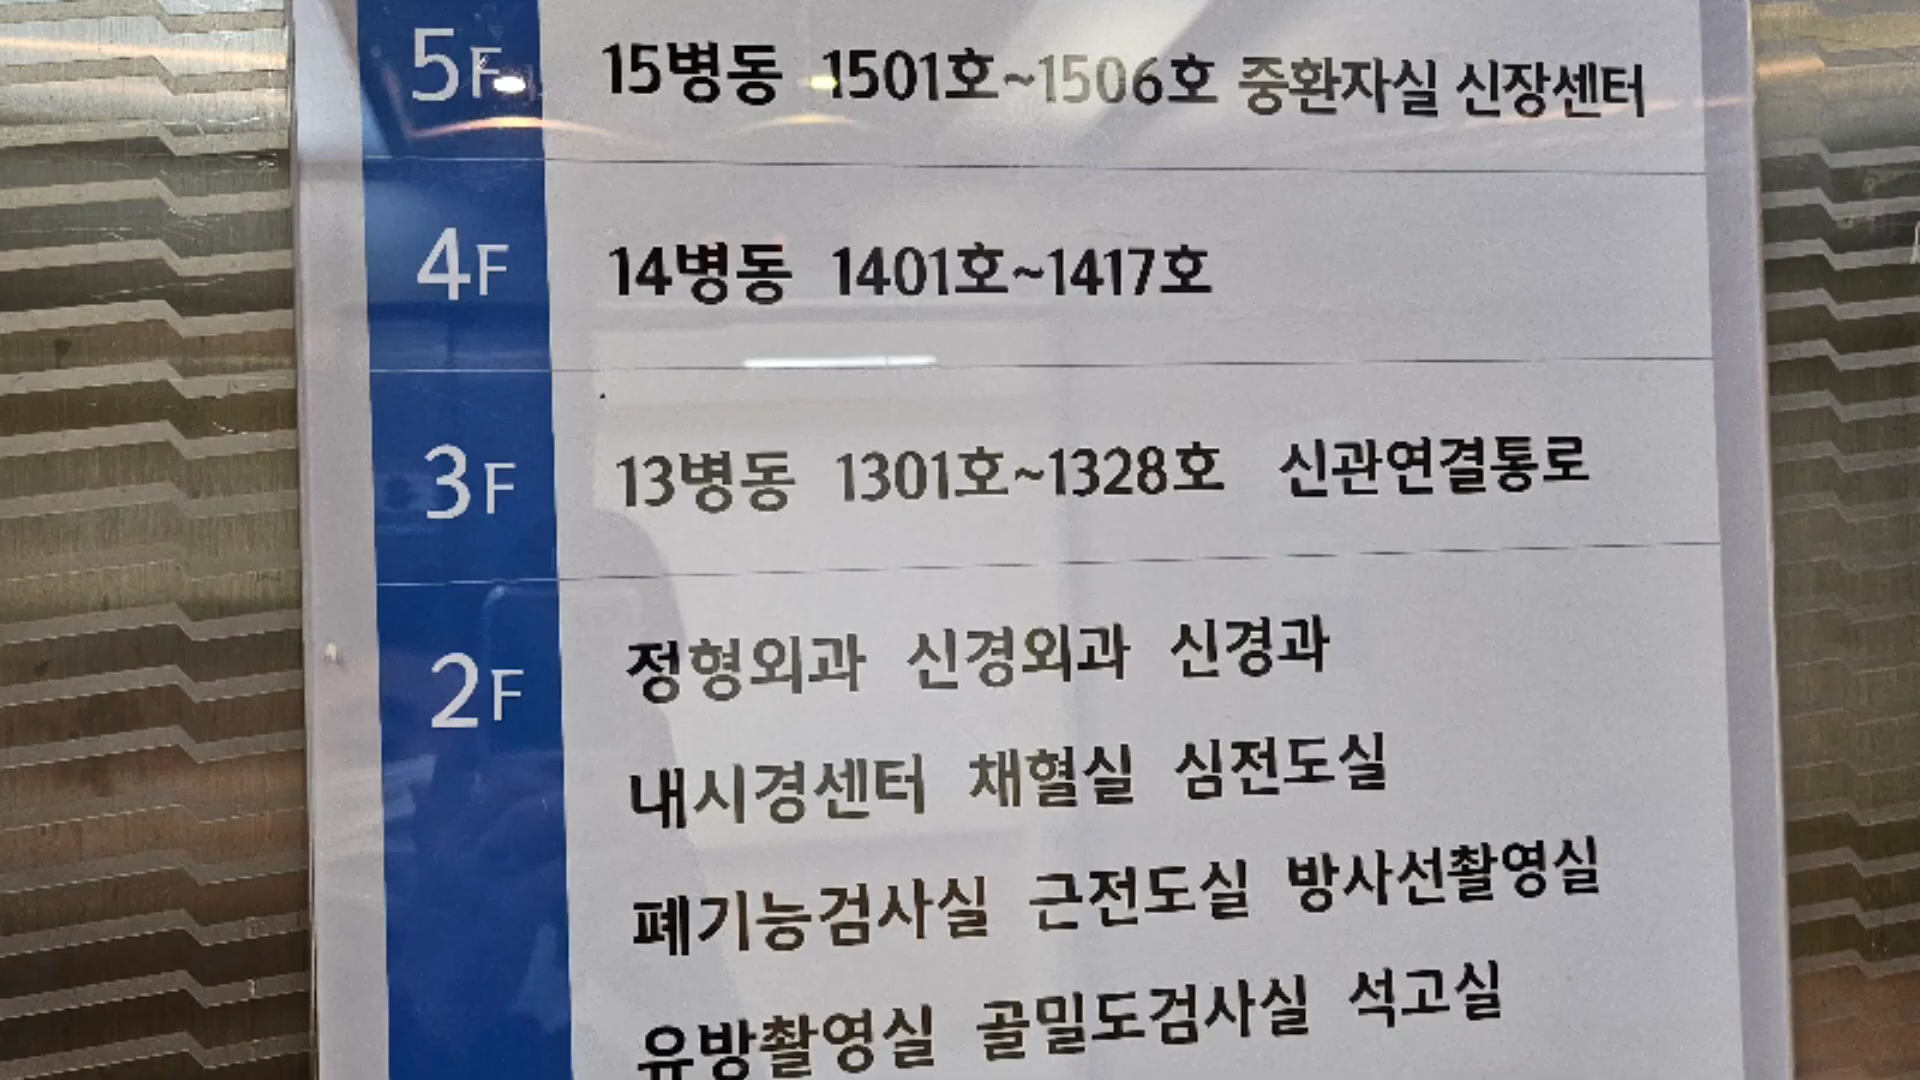 5F 15병동 1501호~1506호 중환자실 신장센터
4F 14병동 1401호~1417호
3F 13병동 1301호~1328호 신관연결통로
2F 정형외과 신경외과 신경과
내시경센터 채혈실 심전도실
폐기능검사실 근전도실 방사선촬영실
유방촬영실 골밀도검사실 석고실